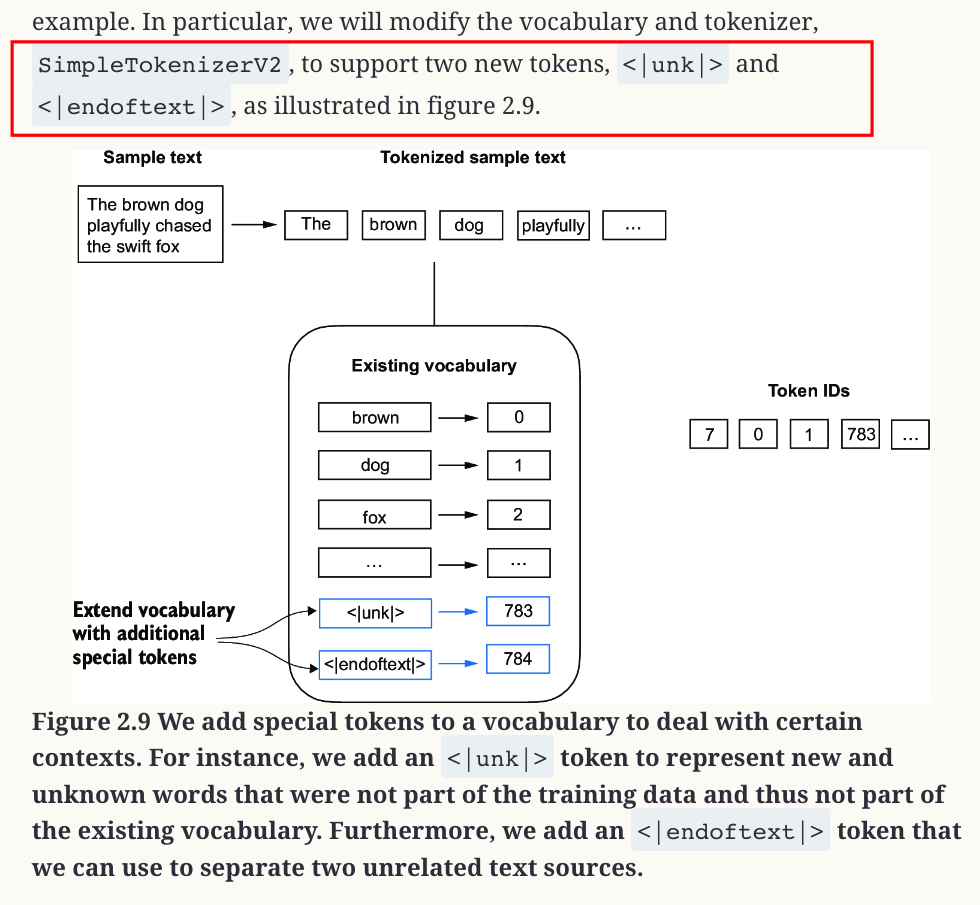 example. In particular, we will modify the vocabulary and tokenizer,
SimpleTokenizerV2, to support two new tokens, <|unk|> and
<|endoftext|>, as illustrated in figure 2.9.
Sample text
Tokenized sample text
The brown dog
playfully chased
the swift fox
The
brown
dog
playfully
...
Existing vocabulary
brown
0
dog
1
fox
2
...
...
<|unk|>
783
<|endoftext|>
784
Token IDs
7
0
1
783
...
Extend vocabulary
with additional
special tokens
Figure 2.9 We add special tokens to a vocabulary to deal with certain
contexts. For instance, we add an <|unk|> token to represent new and
unknown words that were not part of the training data and thus not part of
the existing vocabulary. Furthermore, we add an <|endoftext|> token that
we can use to separate two unrelated text sources.